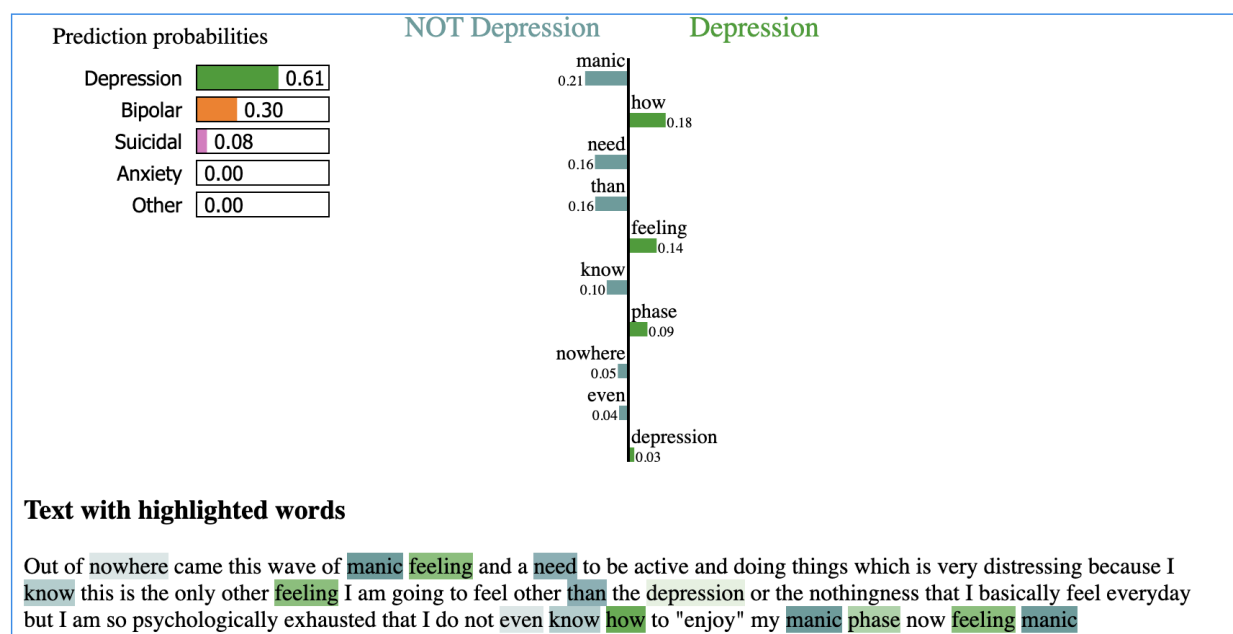 Prediction probabilities
Depression 0.61
Bipolar 0.30
Suicidal 0.08
Anxiety 0.00
Other 0.00
NOT Depression Depression
manic
0.21
how
0.18
need
0.16
than
0.16
feeling
0.14
know
0.10
phase
0.09
nowhere
0.05
even
0.04
depression
0.03
Text with highlighted words
Out of nowhere came this wave of manic feeling and a need to be active and doing things which is very distressing because I
know this is the only other feeling I am going to feel other than the depression or the nothingness that I basically feel everyday
but I am so psychologically exhausted that I do not even know how to "enjoy" my manic phase now feeling manic